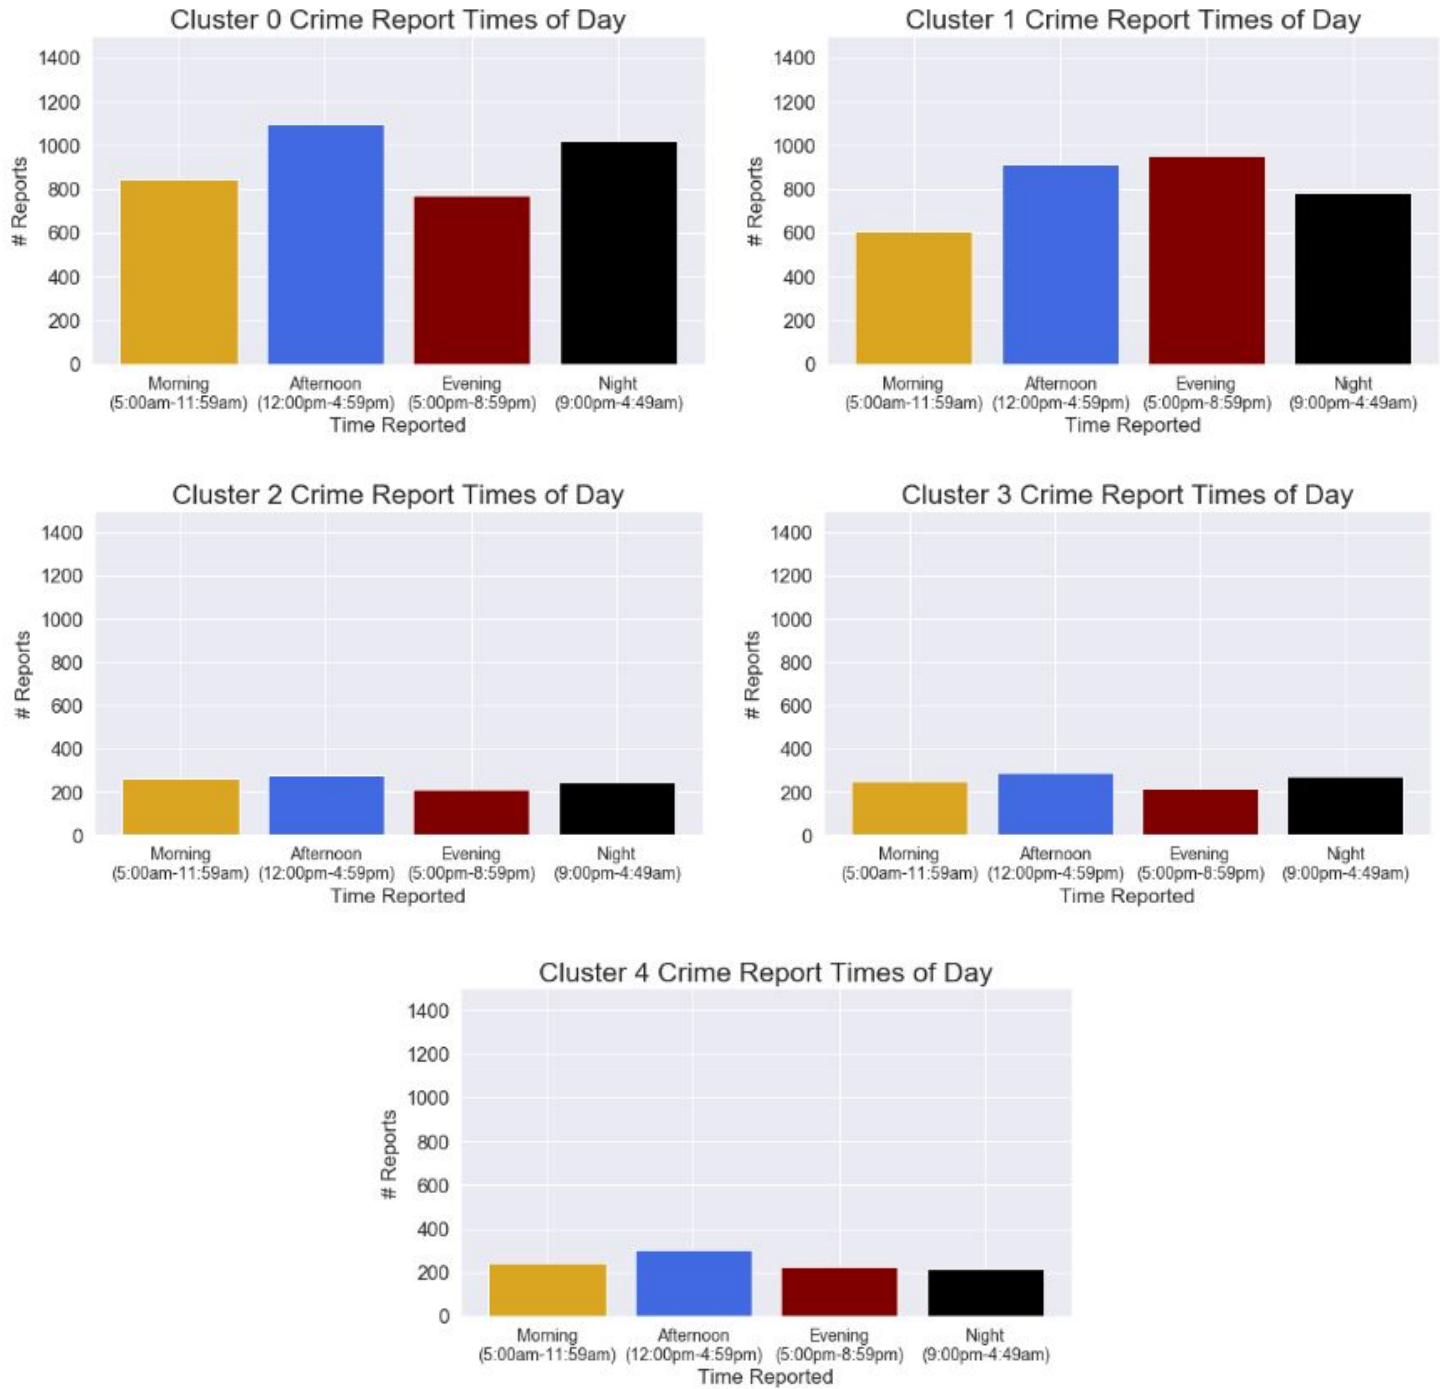 Cluster 0 Crime Report Times of Day
1400
1200
1000
800
600
400
200
0
# Reports
Morning Afternoon Evening Night
(5:00am-11:59am) (12:00pm-4:59pm) (5:00pm-8:59pm) (9:00pm-4:49am)
Time Reported
Cluster 1 Crime Report Times of Day
1400
1200
1000
800
600
400
200
0
# Reports
Morning Afternoon Evening Night
(5:00am-11:59am) (12:00pm-4:59pm) (5:00pm-8:59pm) (9:00pm-4:49am)
Time Reported
Cluster 2 Crime Report Times of Day
1400
1200
1000
800
600
400
200
0
# Reports
Morning Afternoon Evening Night
(5:00am-11:59am) (12:00pm-4:59pm) (5:00pm-8:59pm) (9:00pm-4:49am)
Time Reported
Cluster 3 Crime Report Times of Day
1400
1200
1000
800
600
400
200
0
# Reports
Morning Afternoon Evening Night
(5:00am-11:59am) (12:00pm-4:59pm) (5:00pm-8:59pm) (9:00pm-4:49am)
Time Reported
Cluster 4 Crime Report Times of Day
1400
1200
1000
800
600
400
200
0
# Reports
Morning Afternoon Evening Night
(5:00am-11:59am) (12:00pm-4:59pm) (5:00pm-8:59pm) (9:00pm-4:49am)
Time Reported